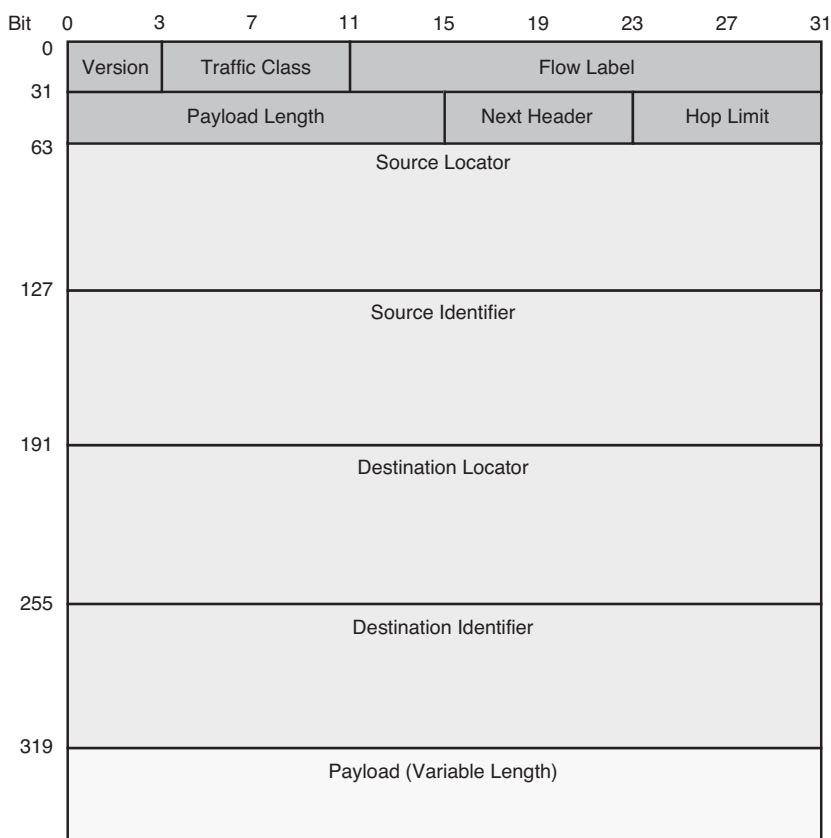 Bit 0 3 7 11 15 19 23 27 31
0
Version Traffic Class Flow Label
31
Payload Length Next Header Hop Limit
63
Source Locator
127
Source Identifier
191
Destination Locator
255
Destination Identifier
319
Payload (Variable Length)